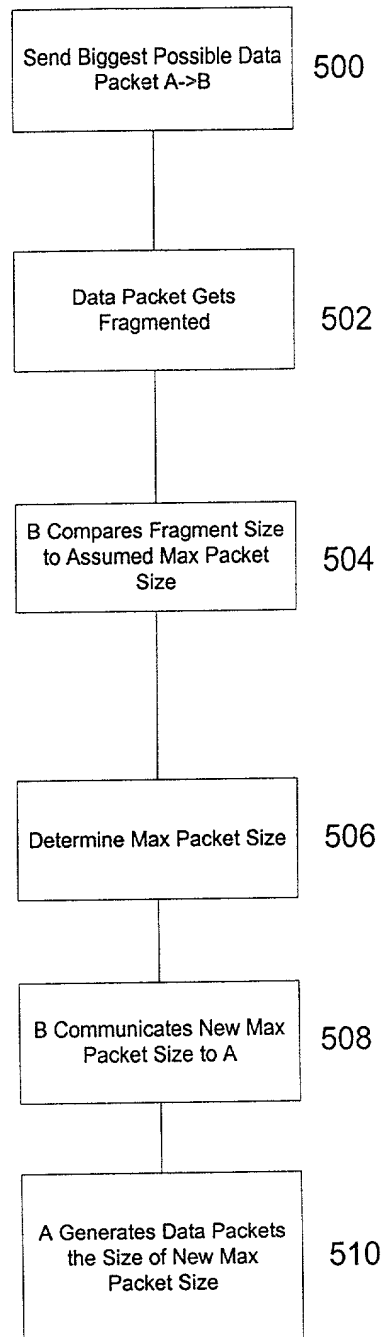 Send Biggest Possible Data
Packet A->B
500
Data Packet Gets
Fragmented
502
B Compares Fragment Size
to Assumed Max Packet
Size
504
Determine Max Packet Size
506
B Communicates New Max
Packet Size to A
508
A Generates Data Packets
the Size of New Max
Packet Size
510